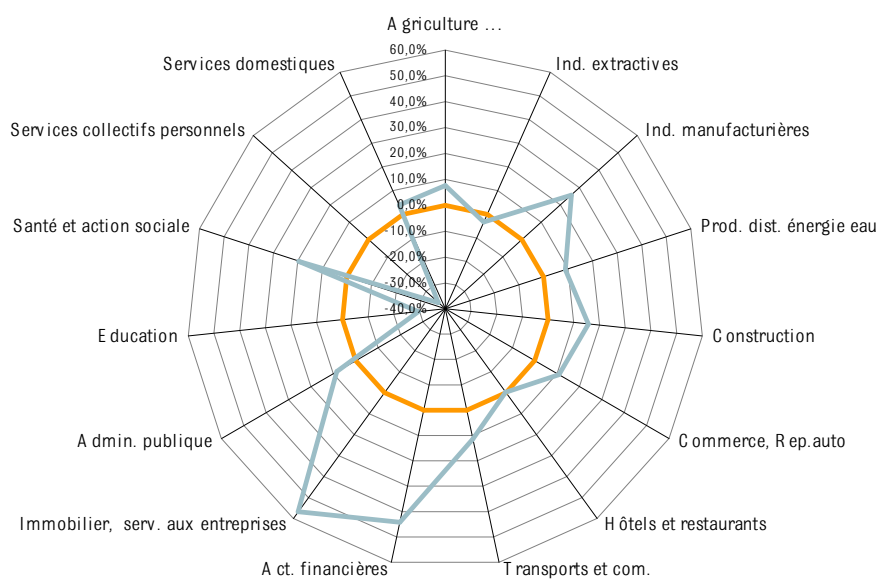 Agriculture ...
60,0%
50,0%
40,0%
30,0%
20,0%
10,0%
0,0%
-10,0%
-20,0%
-30,0%
-40,0%
Ind. extractives
Ind. manufacturières
Prod. dist. énergie eau
Construction
Commerce, Rep.auto
Hôtels et restaurants
Transports et com.
Act. financières
Immobilier, serv. aux entreprises
Admin. publique
Education
Santé et action sociale
Services collectifs personnels
Services domestiques